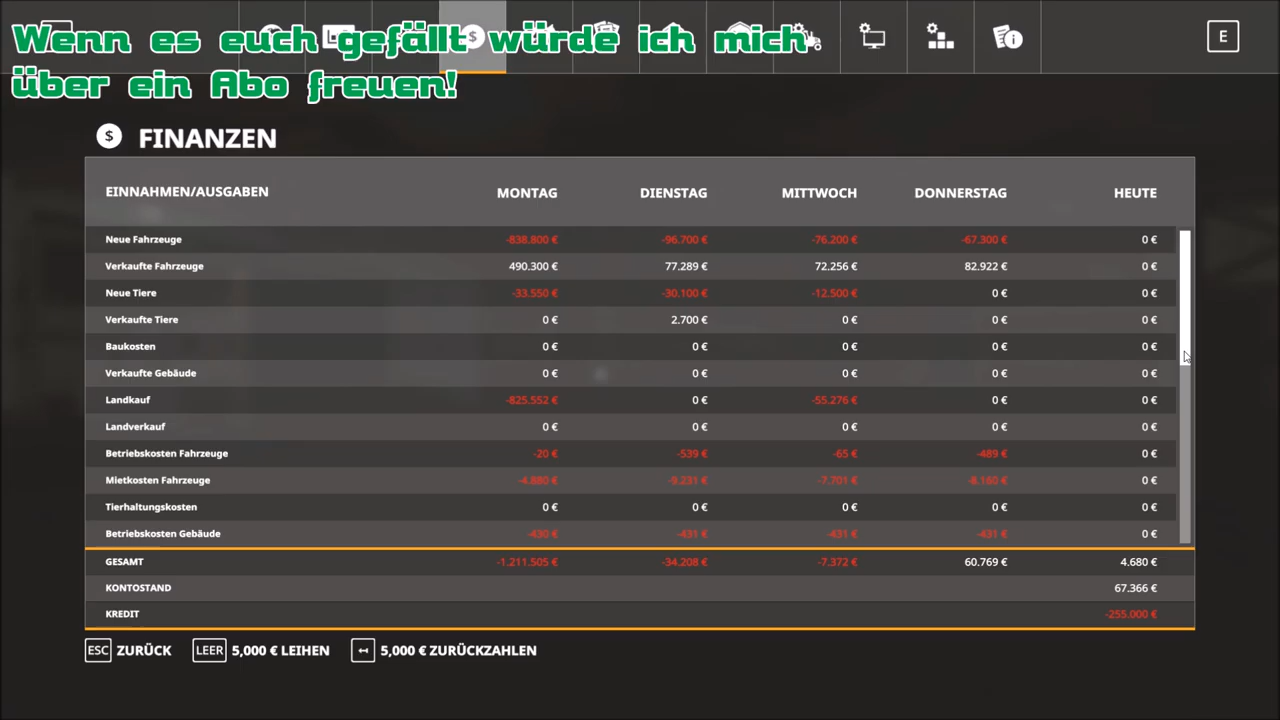 Wenn es euch gefällt würde ich mich
über ein Abo freuen!
E
$ FINANZEN
EINNAHMEN/AUSGABEN MONTAG DIENSTAG MITTWOCH DONNERSTAG HEUTE
Neue Fahrzeuge -838.800 € -96.700 € -76.200 € -67.300 € 0 €
Verkaufte Fahrzeuge 490.300 € 77.289 € 72.256 € 82.922 € 0 €
Neue Tiere -33.550 € -30.100 € -12.500 € 0 € 0 €
Verkaufte Tiere 0 € 2.700 € 0 € 0 € 0 €
Baukosten 0 € 0 € 0 € 0 € 0 €
Verkaufte Gebäude 0 € 0 € 0 € 0 € 0 €
Landkauf -825.552 € 0 € -55.276 € 0 € 0 €
Landverkauf 0 € 0 € 0 € 0 € 0 €
Betriebskosten Fahrzeuge -20 € -539 € -65 € -489 € 0 €
Mietkosten Fahrzeuge -4.880 € -9.231 € -7.701 € -8.160 € 0 €
Tierhaltungskosten 0 € 0 € 0 € 0 € 0 €
Betriebskosten Gebäude -430 € -431 € -431 € -431 € 0 €
GESAMT -1.211.505 € -34.208 € -7.372 € 60.769 € 4.680 €
KONTOSTAND 67.366 €
KREDIT -255.000 €
ESC ZURÜCK LEER 5,000 € LEIHEN ↔ 5,000 € ZURÜCKZAHLEN